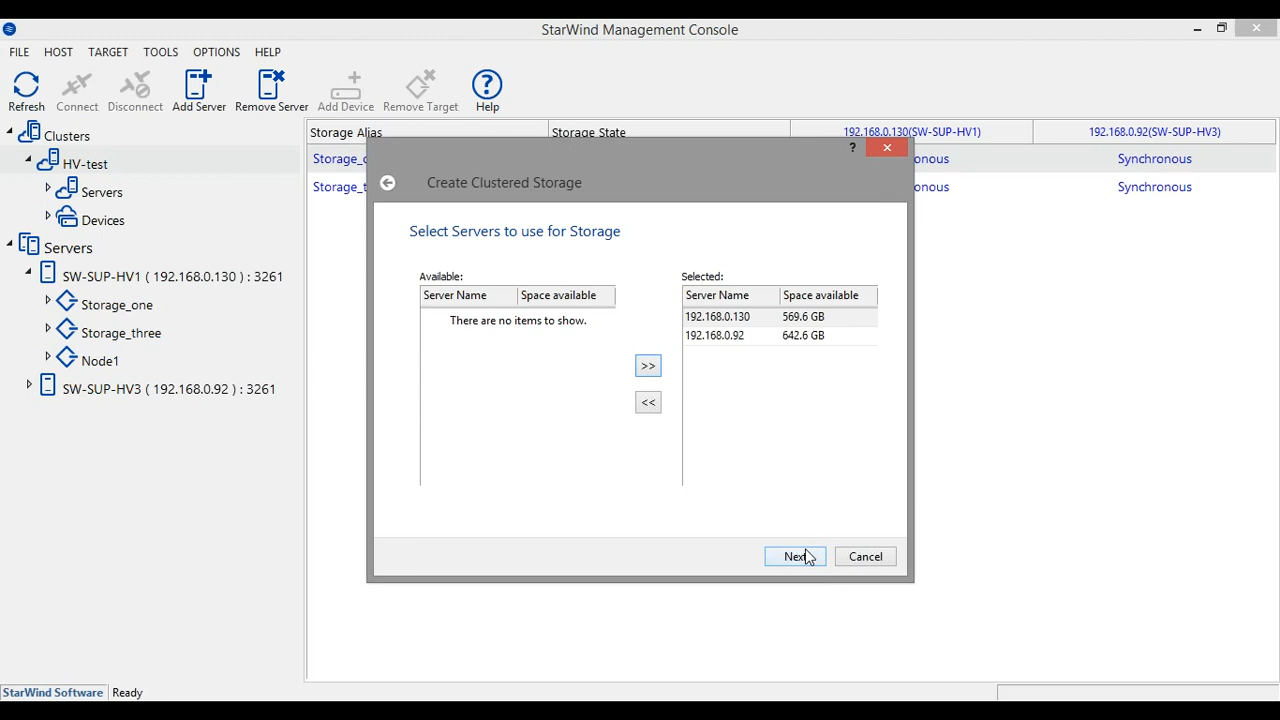 StarWind Management Console
FILE HOST TARGET TOOLS OPTIONS HELP
Refresh Connect Disconnect Add Server Remove Server Add Device Remove Target Help
Clusters
HV-test
Servers
Devices
Servers
SW-SUP-HV1 ( 192.168.0.130 ) : 3261
Storage_one
Storage_three
Node1
SW-SUP-HV3 ( 192.168.0.92 ) : 3261
Storage Alias Storage State 192.168.0.130(SW-SUP-HV1) 192.168.0.92(SW-SUP-HV3)
Synchronous
Synchronous
?
Create Clustered Storage
Select Servers to use for Storage
Available:
Server Name Space available
There are no items to show.
>>
<<
Selected:
Server Name Space available
192.168.0.130 569.6 GB
192.168.0.92 642.6 GB
Next Cancel
StarWind Software Ready